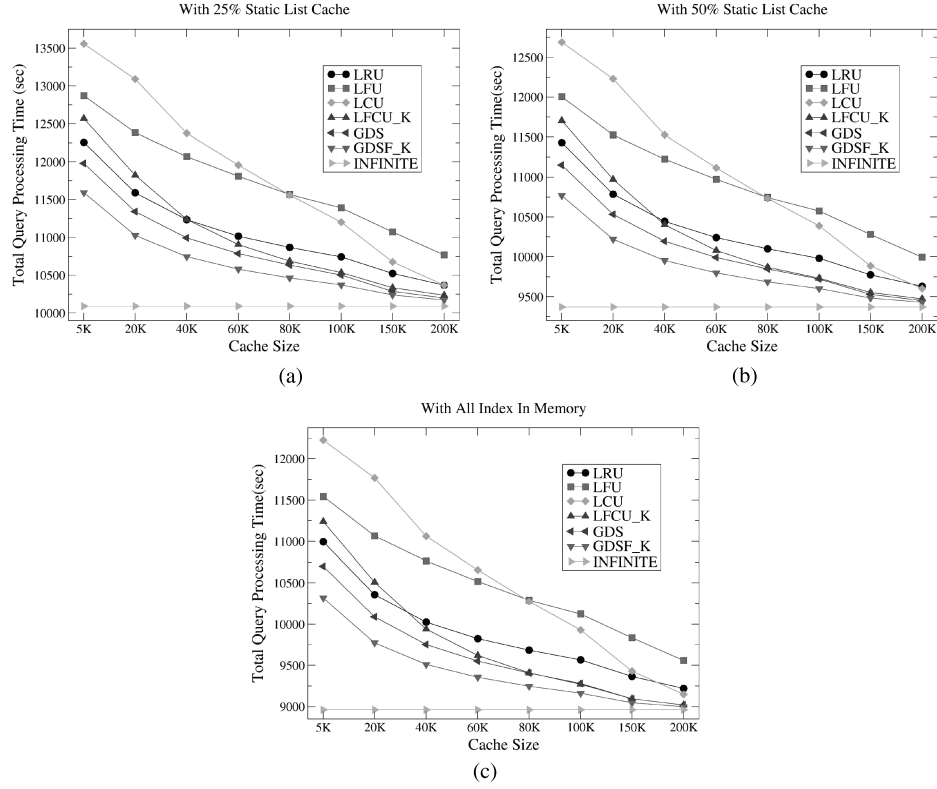 With 25% Static List Cache
Total Query Processing Time (sec)
13500
13000
12500
12000
11500
11000
10500
10000
LRU
LFU
LCU
LFCU_K
GDS
GDSF_K
INFINITE
5K 20K 40K 60K 80K 100K 150K 200K
Cache Size
(a)
With 50% Static List Cache
Total Query Processing Time(sec)
12500
12000
11500
11000
10500
10000
9500
LRU
LFU
LCU
LFCU_K
GDS
GDSF_K
INFINITE
5K 20K 40K 60K 80K 100K 150K 200K
Cache Size
(b)
With All Index In Memory
Total Query Processing Time(sec)
12000
11500
11000
10500
10000
9500
9000
LRU
LFU
LCU
LFCU_K
GDS
GDSF_K
INFINITE
5K 20K 40K 60K 80K 100K 150K 200K
Cache Size
(c)